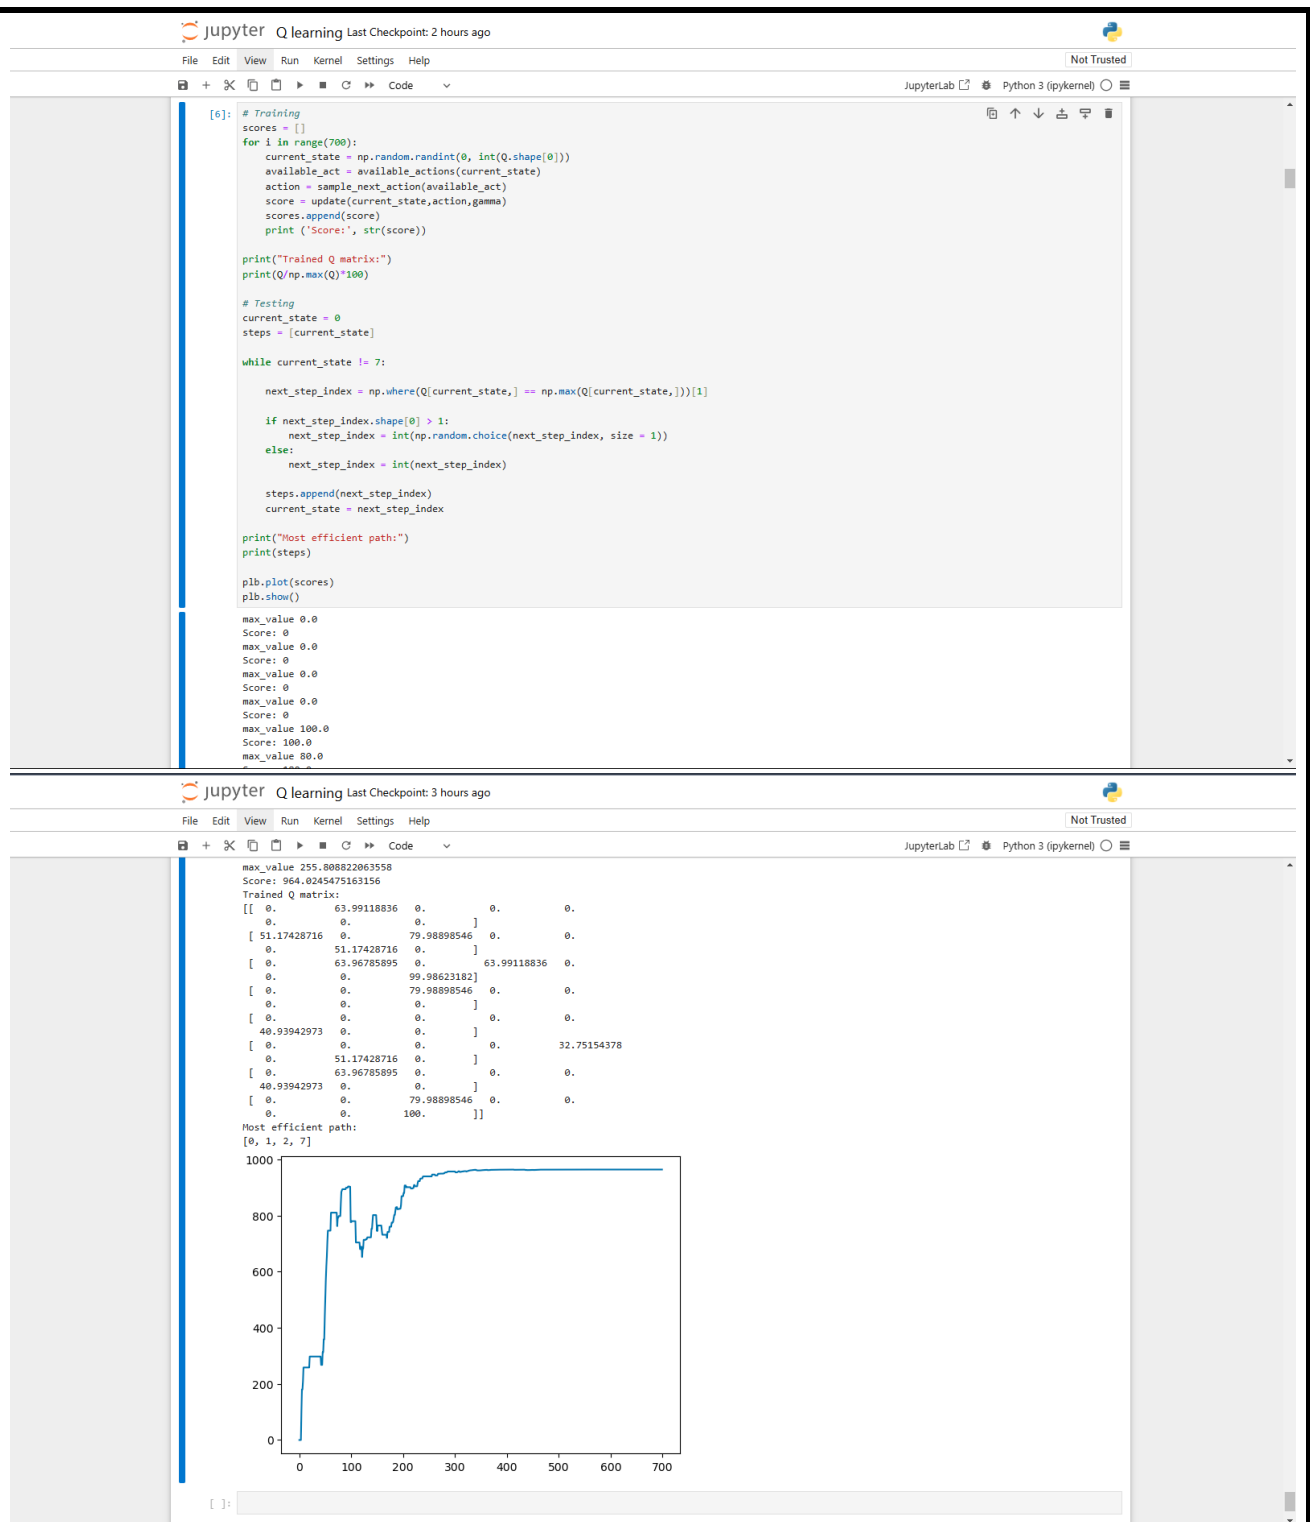 jupyter Q learning Last Checkpoint: 2 hours ago
File Edit View Run Kernel Settings Help Not Trusted
Code JupyterLab Python 3 (ipykernel)
[6]: # Training
scores = []
for i in range(700):
    current_state = np.random.randint(0, int(Q.shape[0]))
    available_act = available_actions(current_state)
    action = sample_next_action(available_act)
    score = update(current_state,action,gamma)
    scores.append(score)
    print ('Score:', str(score))
print("Trained Q matrix:")
print(Q/np.max(Q)*100)
# Testing
current_state = 0
steps = [current_state]
while current_state != 7:
    next_step_index = np.where(Q[current_state,] == np.max(Q[current_state,]))[1]
    if next_step_index.shape[0] > 1:
        next_step_index = int(np.random.choice(next_step_index, size = 1))
    else:
        next_step_index = int(next_step_index)
    steps.append(next_step_index)
    current_state = next_step_index
print("Most efficient path:")
print(steps)
plb.plot(scores)
plb.show()
max_value 0.0
Score: 0
max_value 0.0
Score: 0
max_value 0.0
Score: 0
max_value 0.0
Score: 0
max_value 100.0
Score: 100.0
max_value 80.0
jupyter Q learning Last Checkpoint: 3 hours ago
File Edit View Run Kernel Settings Help Not Trusted
Code JupyterLab Python 3 (ipykernel)
max_value 255.808822063558
Score: 964.0245475163156
Trained Q matrix:
[[ 0. 63.99118836 0. 0. 0.
0. 0. 0. ]
[ 51.17428716 0. 79.98898546 0. 0.
0. 51.17428716 0. ]
[ 0. 63.96785895 0. 63.99118836 0.
0. 0. 99.98623182]
[ 0. 0. 79.98898546 0. 0.
0. 0. 0. ]
[ 0. 0. 0. 0. 0.
40.93942973 0. 0. ]
[ 0. 0. 0. 0. 32.75154378
0. 51.17428716 0. ]
[ 0. 63.96785895 0. 0. 0.
40.93942973 0. 0. ]
[ 0. 0. 79.98898546 0. 0.
0. 0. 100. ]]
Most efficient path:
[0, 1, 2, 7]
1000
800
600
400
200
0
0 100 200 300 400 500 600 700
[ ]: